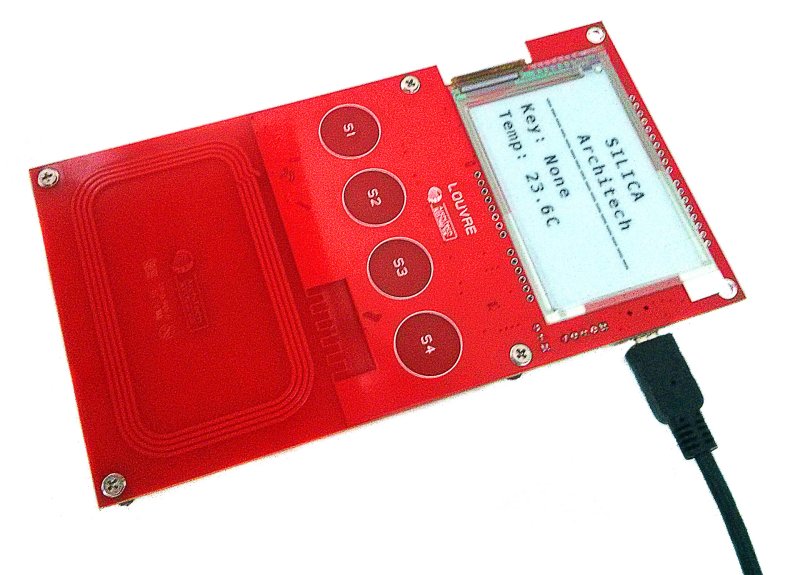 SILICA
Architech
Key: None
Temp: 23.6C
LOUVRE
S1
S2
S3
S4